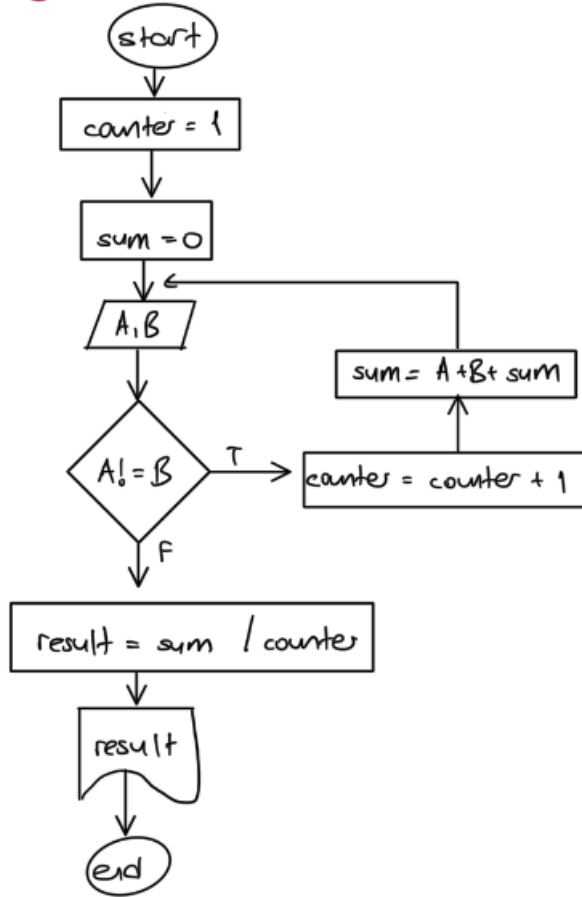 start
counter = 1
sum = 0
A,B
A! = B
T
counter = counter + 1
sum = A+B+ sum
F
result = sum / counter
result
end